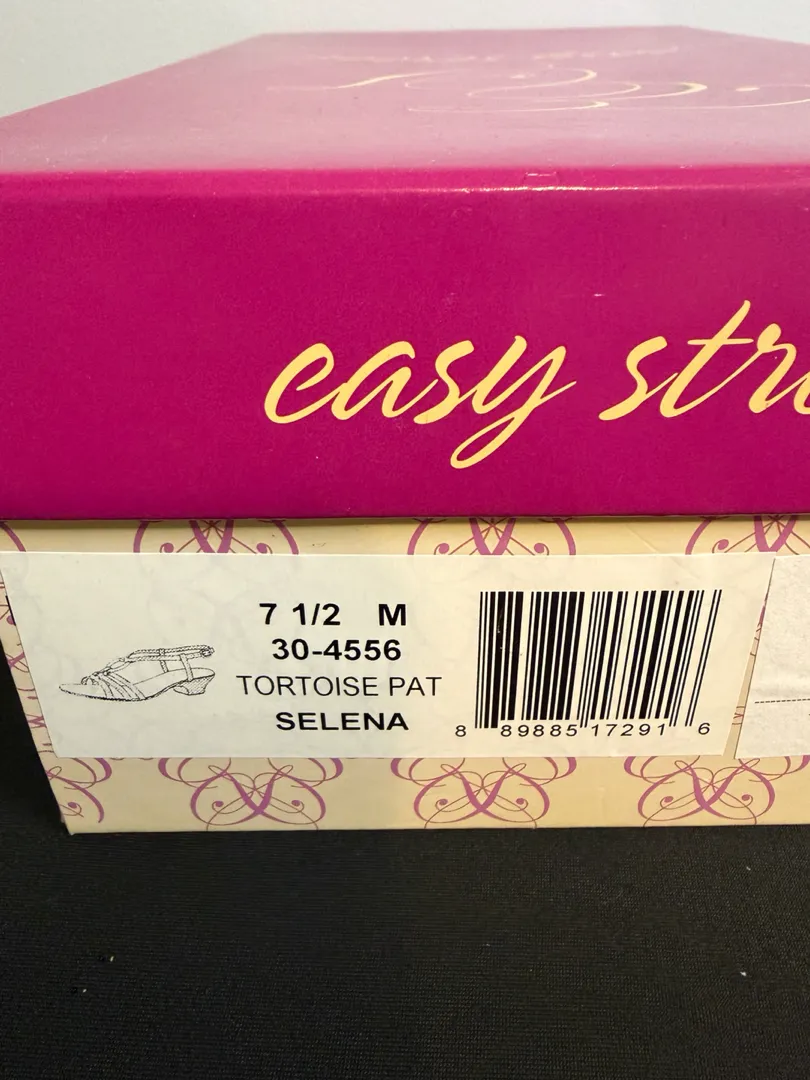 easy str
7 1/2 M
30-4556
TORTOISE PAT
SELENA
8 89885 17291 6